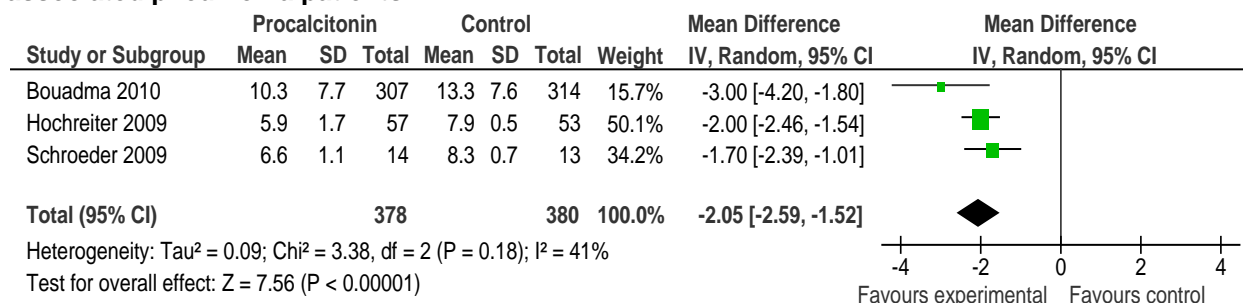 Procalcitonin Control Mean Difference Mean Difference
Study or Subgroup Mean SD Total Mean SD Total Weight IV, Random, 95% CI IV, Random, 95% CI
Bouadma 2010 10.3 7.7 307 13.3 7.6 314 15.7% -3.00 [-4.20, -1.80]
Hochreiter 2009 5.9 1.7 57 7.9 0.5 53 50.1% -2.00 [-2.46, -1.54]
Schroeder 2009 6.6 1.1 14 8.3 0.7 13 34.2% -1.70 [-2.39, -1.01]
Total (95% CI) 378 380 100.0% -2.05 [-2.59, -1.52]
Heterogeneity: Tau² = 0.09; Chi² = 3.38, df = 2 (P = 0.18); I² = 41%
Test for overall effect: Z = 7.56 (P < 0.00001)
-4 -2 0 2 4
Favours experimental Favours control